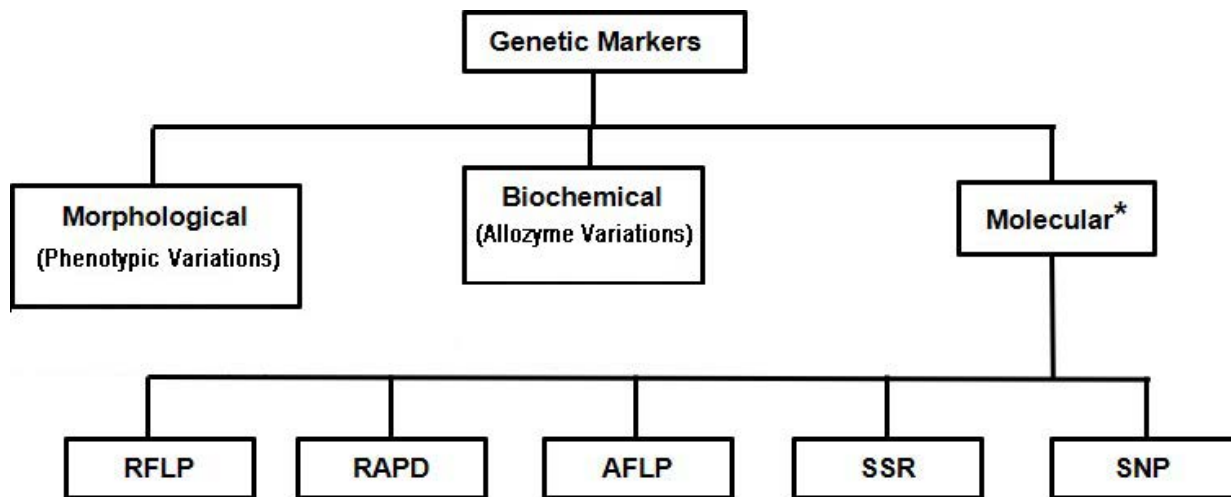 Genetic Markers
Morphological
(Phenotypic Variations)
Biochemical
(Allozyme Variations)
Molecular*
RFLP
RAPD
AFLP
SSR
SNP